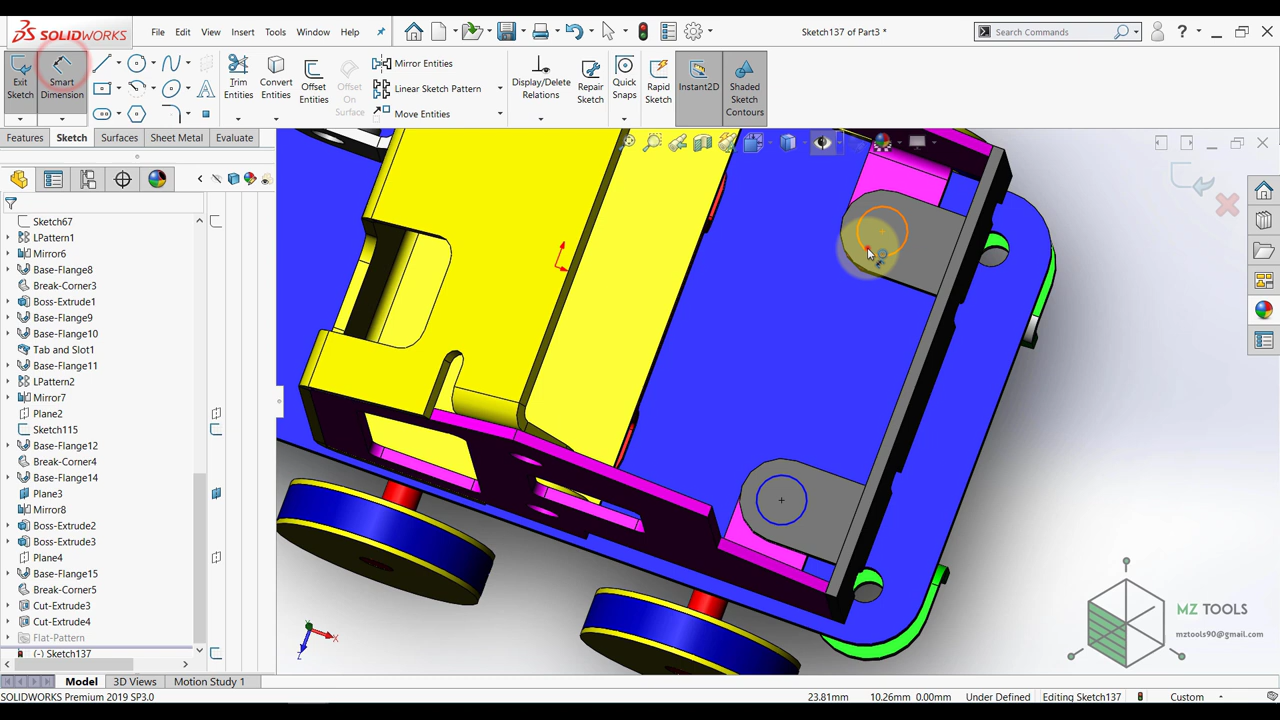 SOLIDWORKS
File
Edit
View
Insert
Tools
Window
Help
Sketch137 of Part3 *
Search Commands
Exit Sketch
Smart Dimension
Trim Entities
Convert Entities
Offset Entities
Offset On Surface
Mirror Entities
Linear Sketch Pattern
Move Entities
Display/Delete Relations
Repair Sketch
Quick Snaps
Rapid Sketch
Instant2D
Shaded Sketch Contours
Features
Sketch
Surfaces
Sheet Metal
Evaluate
Sketch67
LPattern1
Mirror6
Base-Flange8
Break-Corner3
Boss-Extrude1
Base-Flange9
Base-Flange10
Tab and Slot1
Base-Flange11
LPattern2
Mirror7
Plane2
Sketch115
Base-Flange12
Break-Corner4
Base-Flange14
Plane3
Mirror8
Boss-Extrude2
Boss-Extrude3
Plane4
Base-Flange15
Break-Corner5
Cut-Extrude3
Cut-Extrude4
Flat-Pattern
(-) Sketch137
X
Z
MZ TOOLS
mztools90@gmail.com
Model
3D Views
Motion Study 1
SOLIDWORKS Premium 2019 SP3.0
23.81mm
10.26mm
0.00mm
Under Defined
Editing Sketch137
Custom